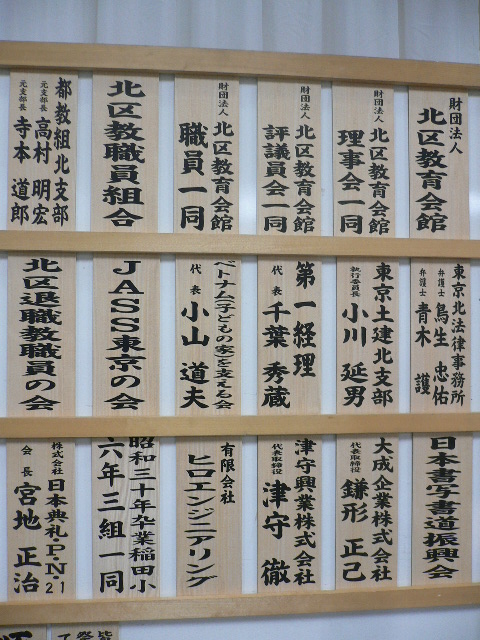 財団法人
北区教育会館
財団法人
北区教育会館
理事会一同
財団法人
北区教育会館
評議員会一同
財団法人
北区教育会館
職員一同
北区教職員組合
都教組北支部
元支部長 高村 明宏
元支部長 寺本 道郎
東京北法律事務所
弁護士 鳥生 忠佑
弁護士 青木 護
東京土建北支部
執行委員長 小川 延男
第一経理
代表 千葉 秀蔵
ベトナム「子どもの家」を支える会
代表 小山 道夫
JASS東京の会
北区退職教職員の会
日本書写書道振興会
大成企業株式会社
代表取締役 鎌形 正己
津守興業株式会社
代表取締役 津守 徹
有限会社
ヒロエンジニアリング
昭和三十年卒業稲田小
六年三組一同
株式会社 日本典礼・P・N・21
会長 宮地 正治